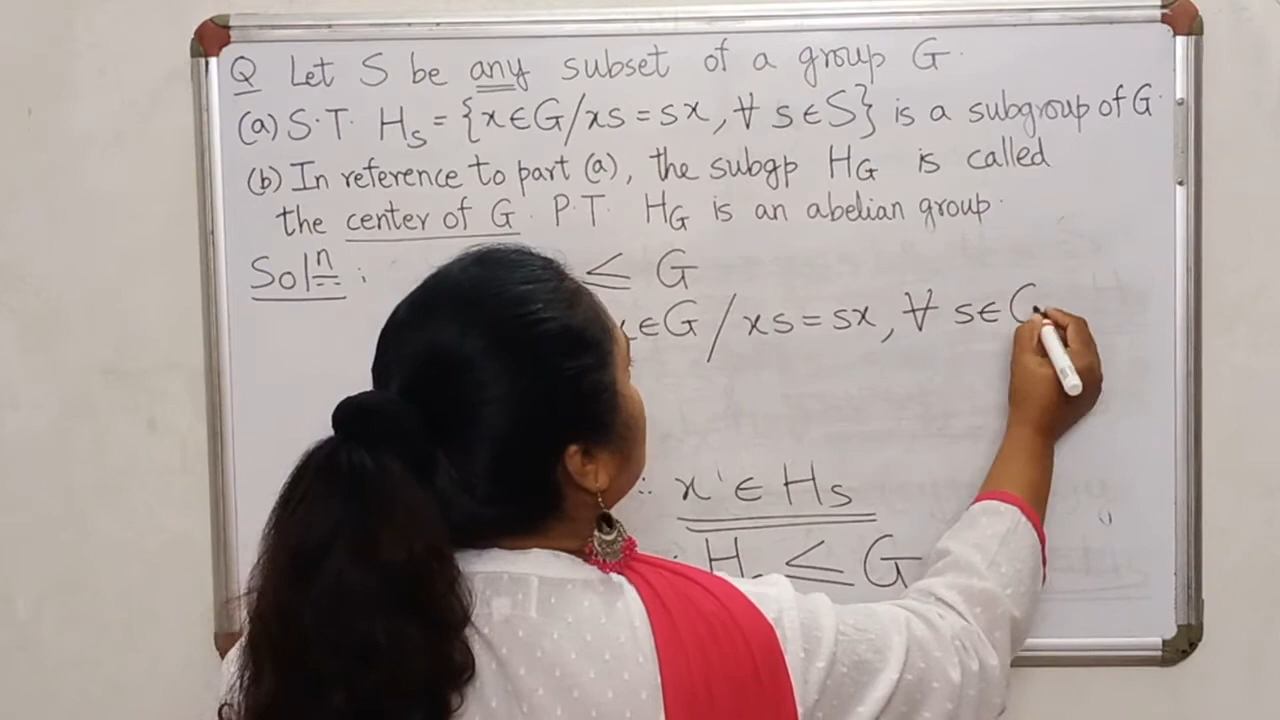 Q Let S be any subset of a group G.
(a) S.T. H_S = {x∈G/xs = sx, ∀ s∈S} is a subgroup of G.
(b) In reference to part (a), the subgp H_G is called
the center of G. P.T. H_G is an abelian group.
Sol^n : ≤ G
x∈G / xs = sx, ∀ s∈G
∴ x^{-1} ∈ H_S
H ≤ G